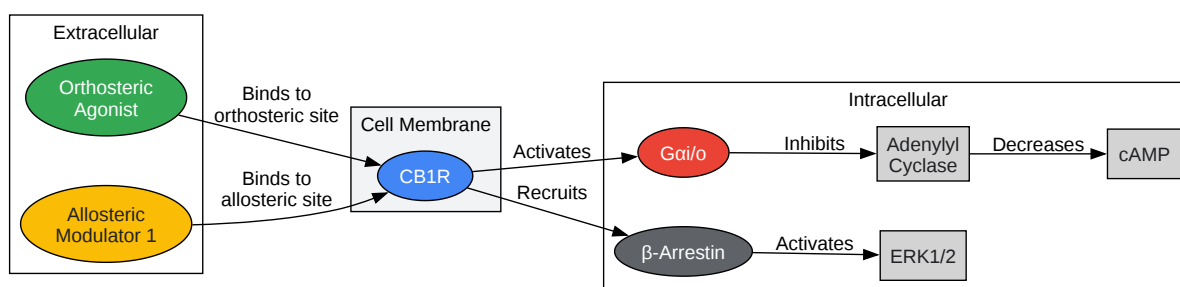 Extracellular
Orthosteric
Agonist
Allosteric
Modulator 1
Binds to
orthosteric site
Binds to
allosteric site
Cell Membrane
CB1R
Activates
Recruits
Intracellular
Gαi/o
Inhibits
Adenylyl
Cyclase
Decreases
cAMP
β-Arrestin
Activates
ERK1/2